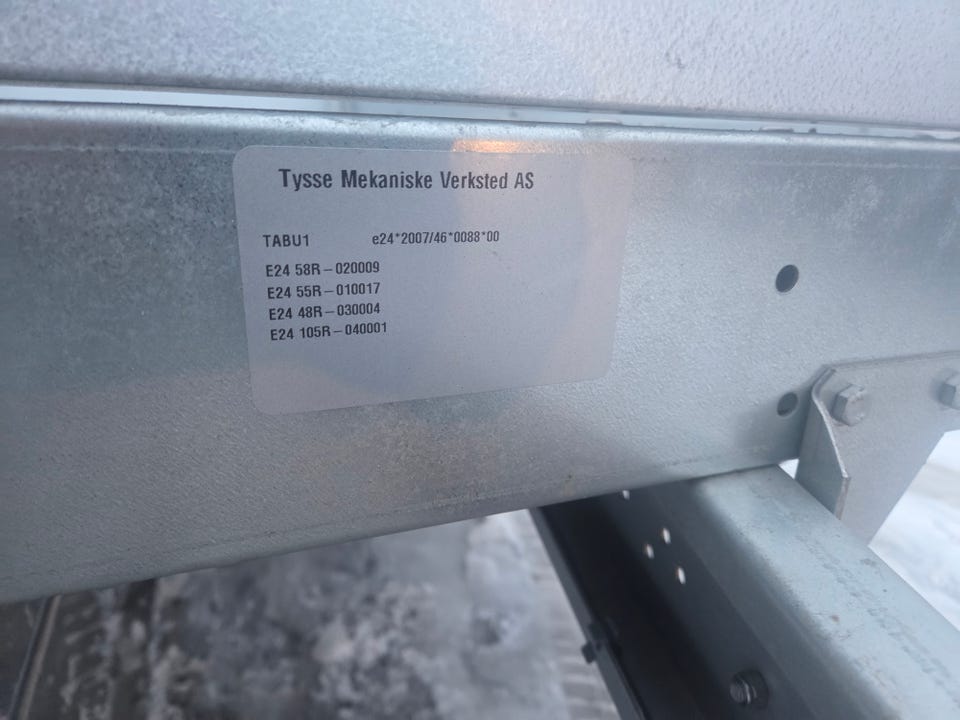 Tysse Mekaniske Verksted AS
TABU1 e24*2007/46*0088*00
E24 58R – 020009
E24 55R – 010017
E24 48R – 030004
E24 105R – 040001